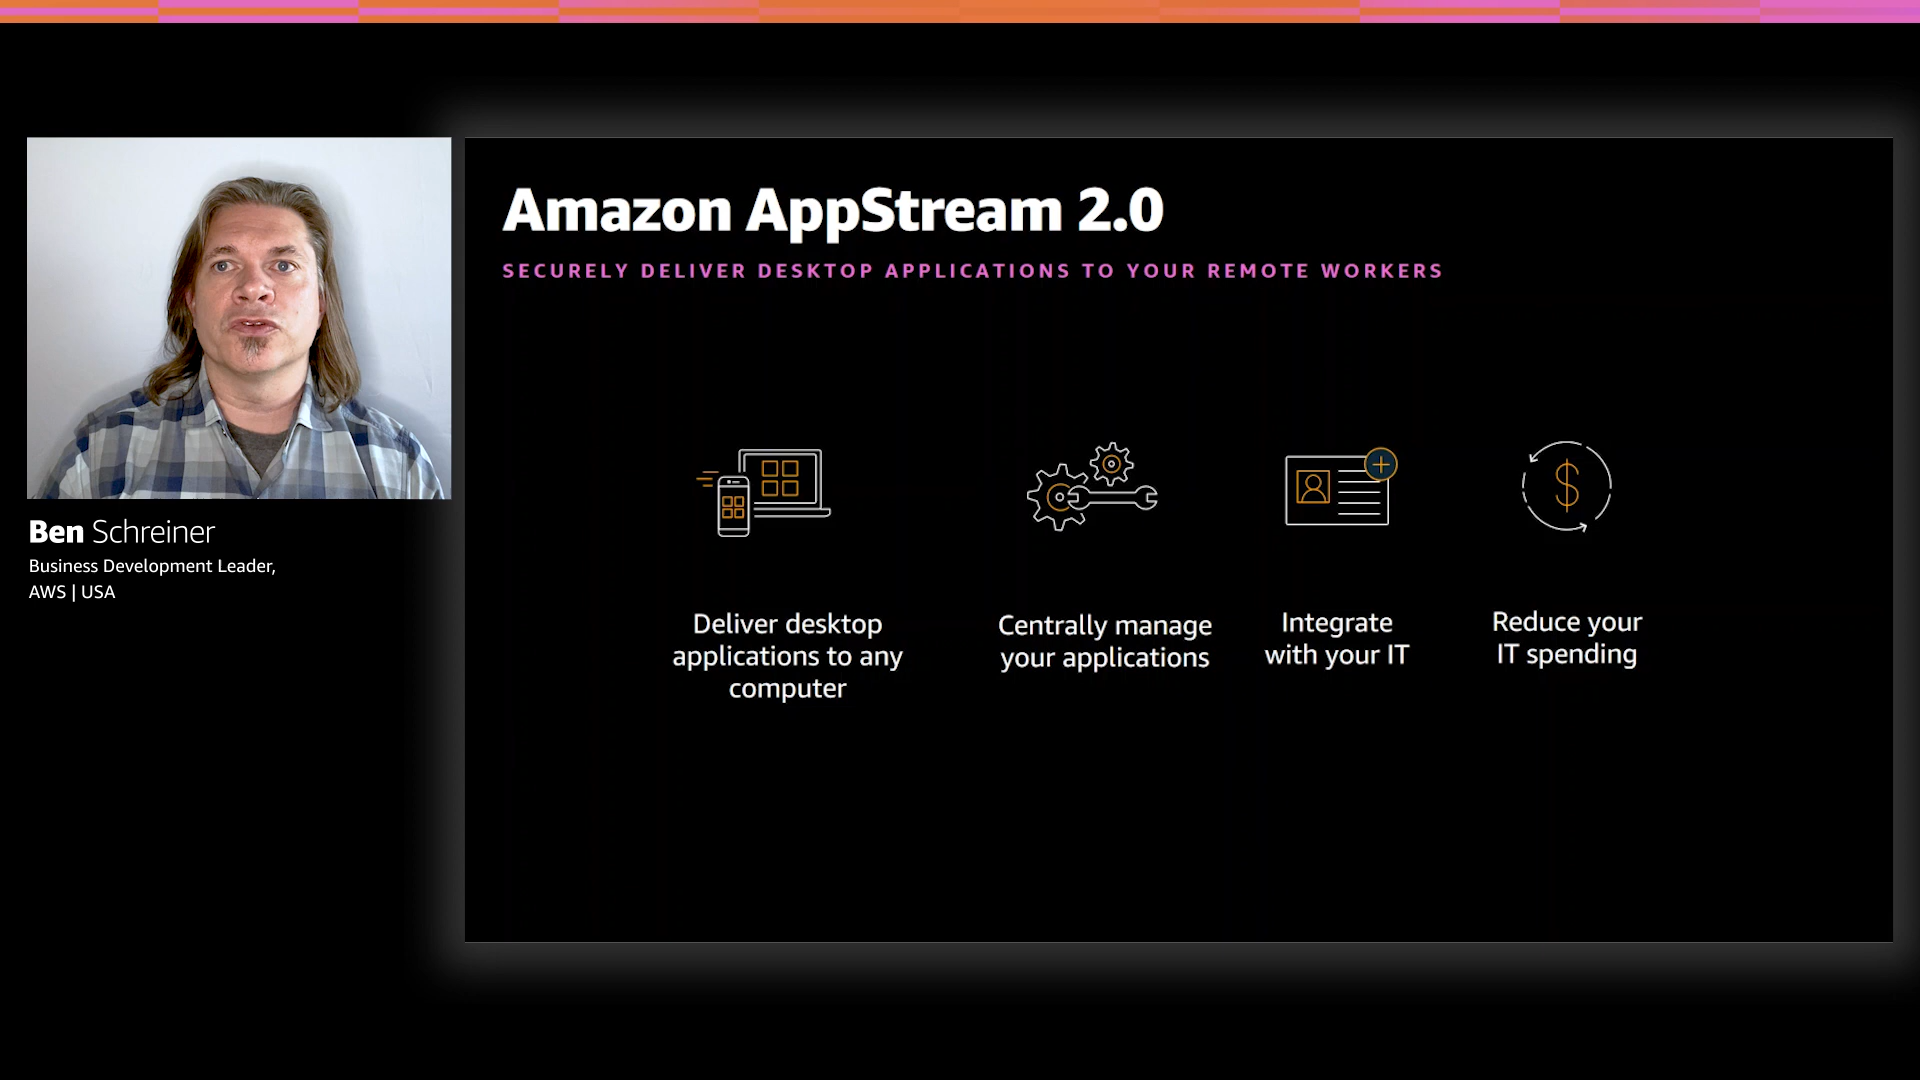 Amazon AppStream 2.0
SECURELY DELIVER DESKTOP APPLICATIONS TO YOUR REMOTE WORKERS
Ben Schreiner
Business Development Leader,
AWS | USA
Deliver desktop
applications to any
computer
Centrally manage
your applications
Integrate
with your IT
Reduce your
IT spending